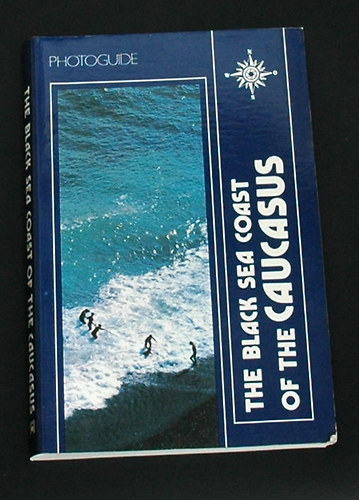 PHOTOGUIDE
THE BLACK SEA COAST
OF THE CAUCASUS
THE BLACK SEA COAST OF THE CAUCASUS